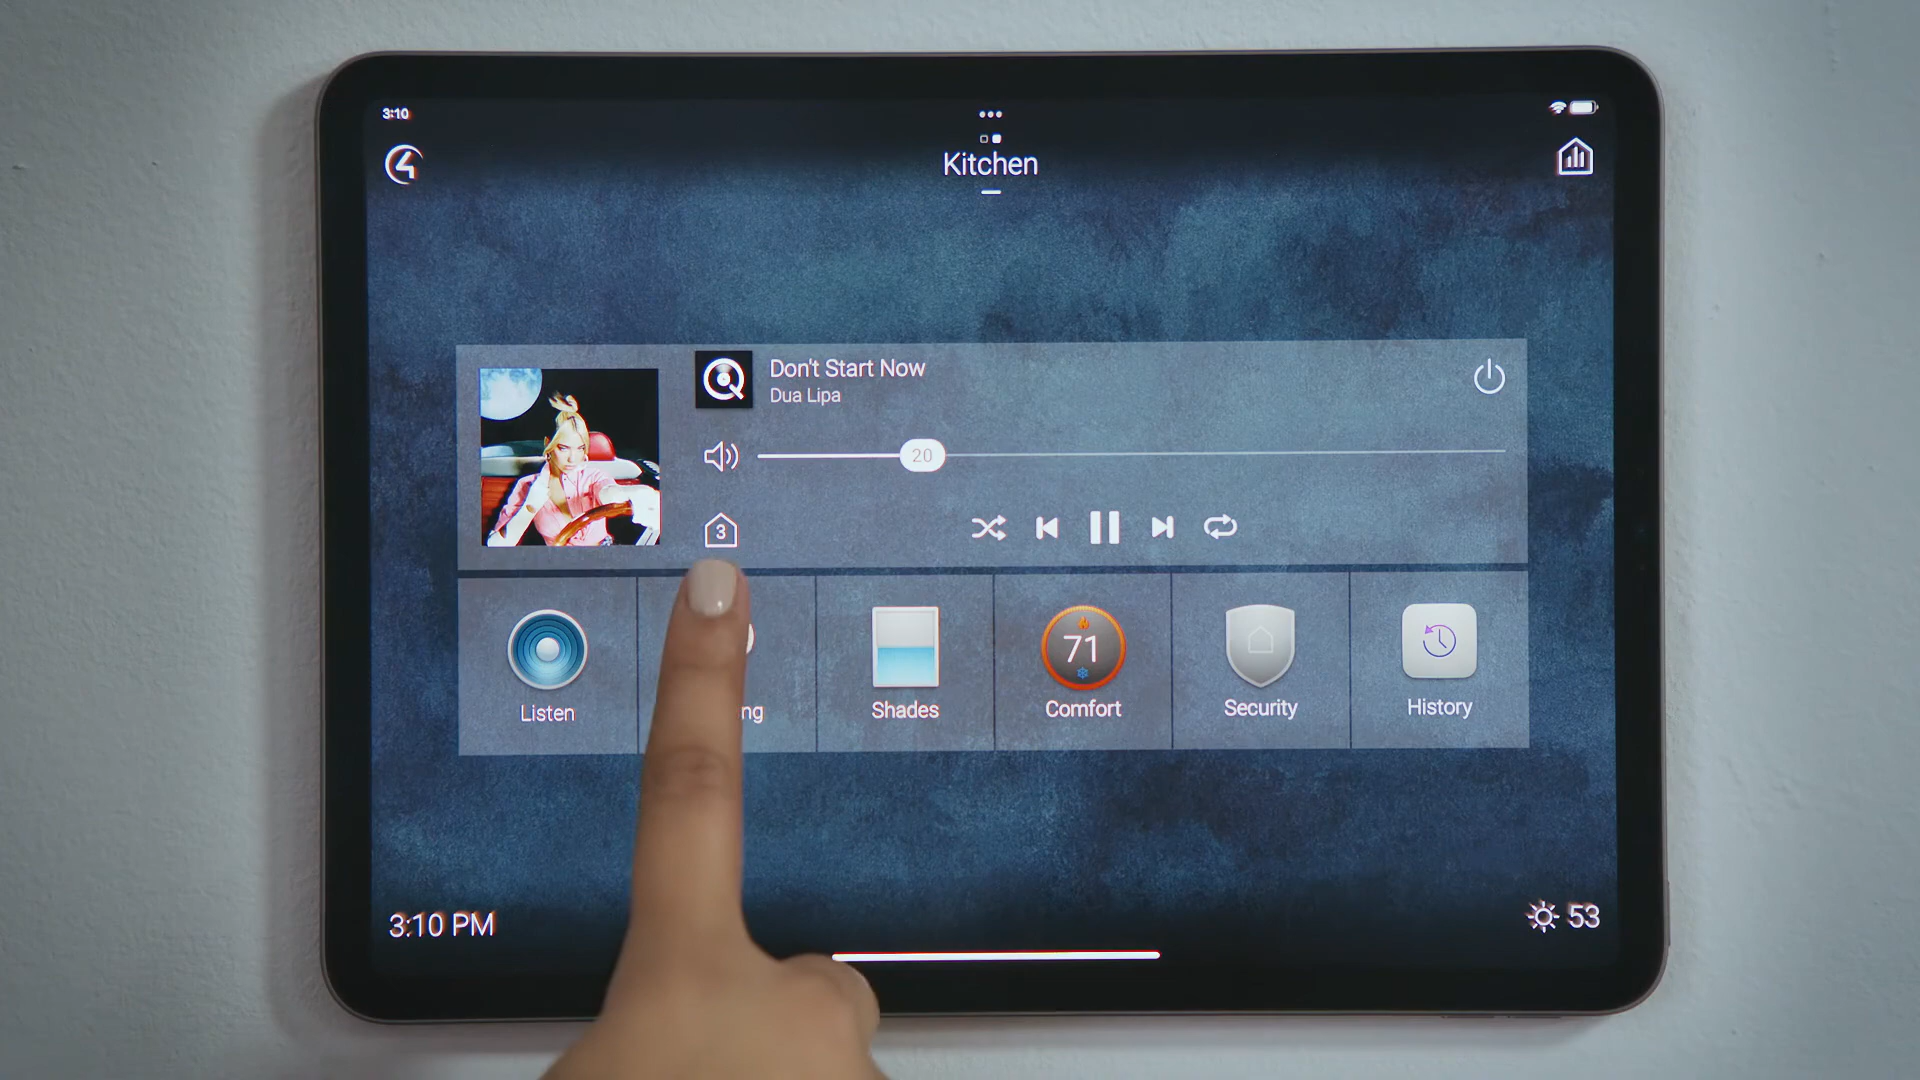 3:10
Kitchen
Don't Start Now
Dua Lipa
20
3
71
Listen
ng
Shades
Comfort
Security
History
3:10 PM
53